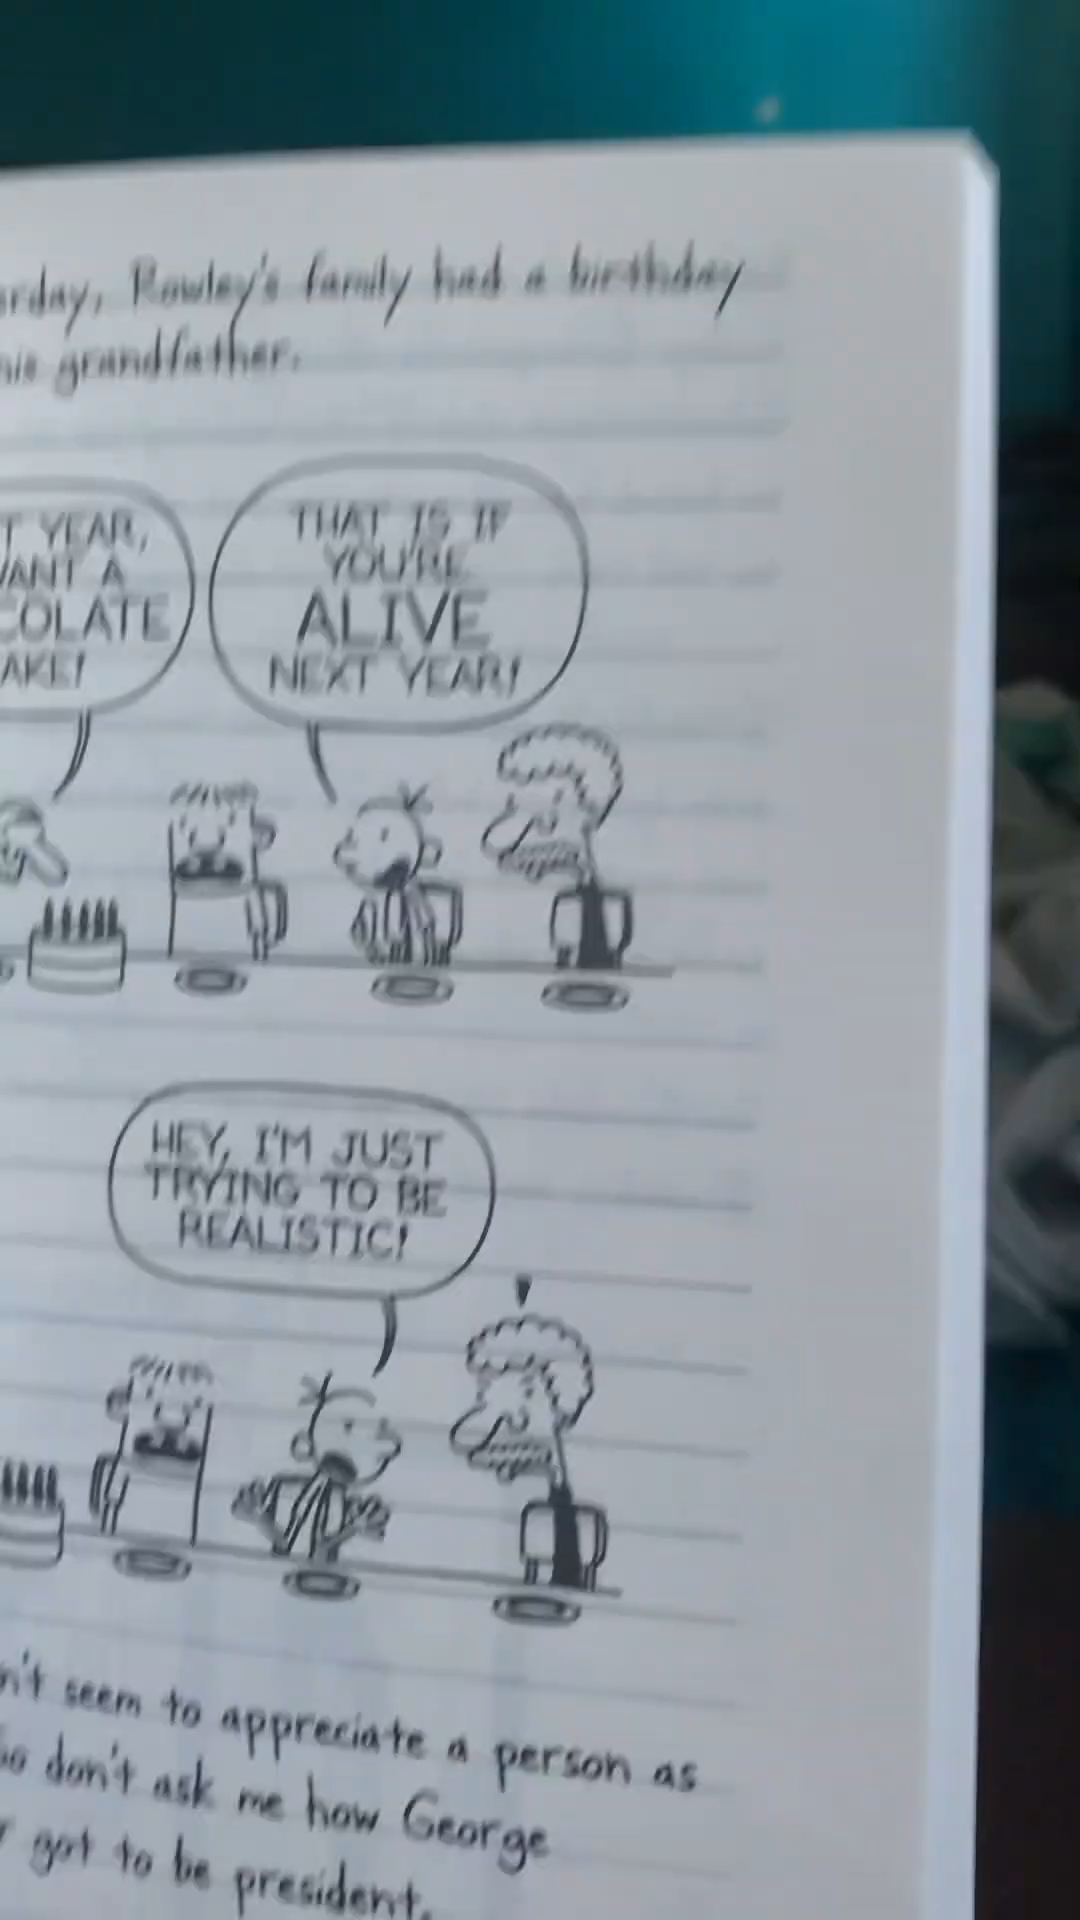 Rowley's family had a birthday
grandfather.
YEAR,
A
THAT IS IF
YOU'RE
ALIVE
NEXT YEAR!
HEY, I'M JUST
TRYING TO BE
REALISTIC!
seem to appreciate a person as
don't ask me how George
got to be president.